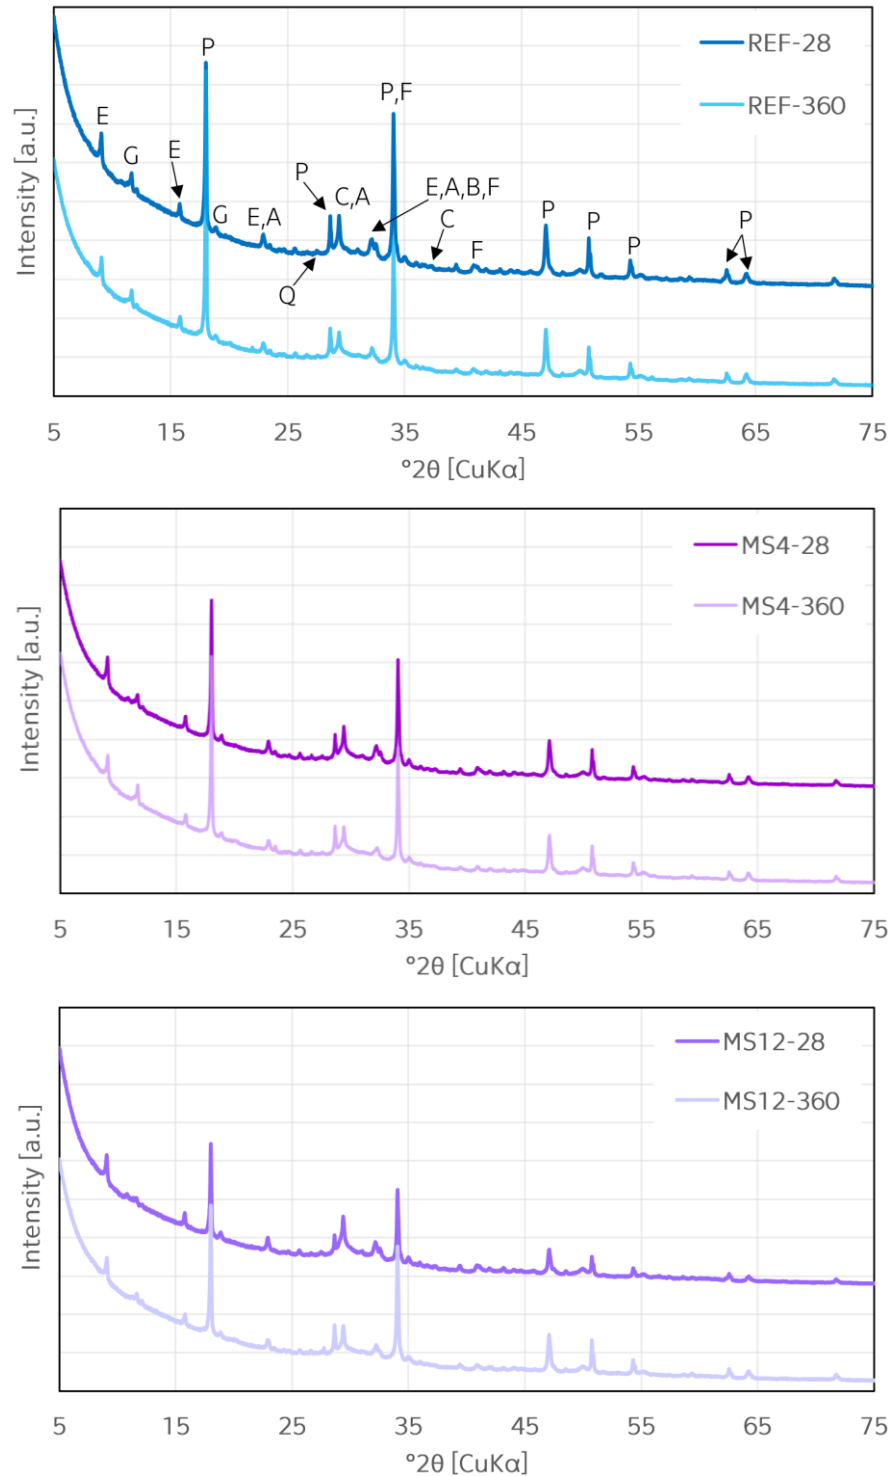 REF-28
REF-360
P
P,F
E
G
E
P
C,A
E,A,B,F
G
E,A
C
F
P
P
P
P
Q
Intensity [a.u.]
5 15 25 35 45 55 65 75
°2θ [CuKα]
MS4-28
MS4-360
Intensity [a.u.]
5 15 25 35 45 55 65 75
°2θ [CuKα]
MS12-28
MS12-360
Intensity [a.u.]
5 15 25 35 45 55 65 75
°2θ [CuKα]